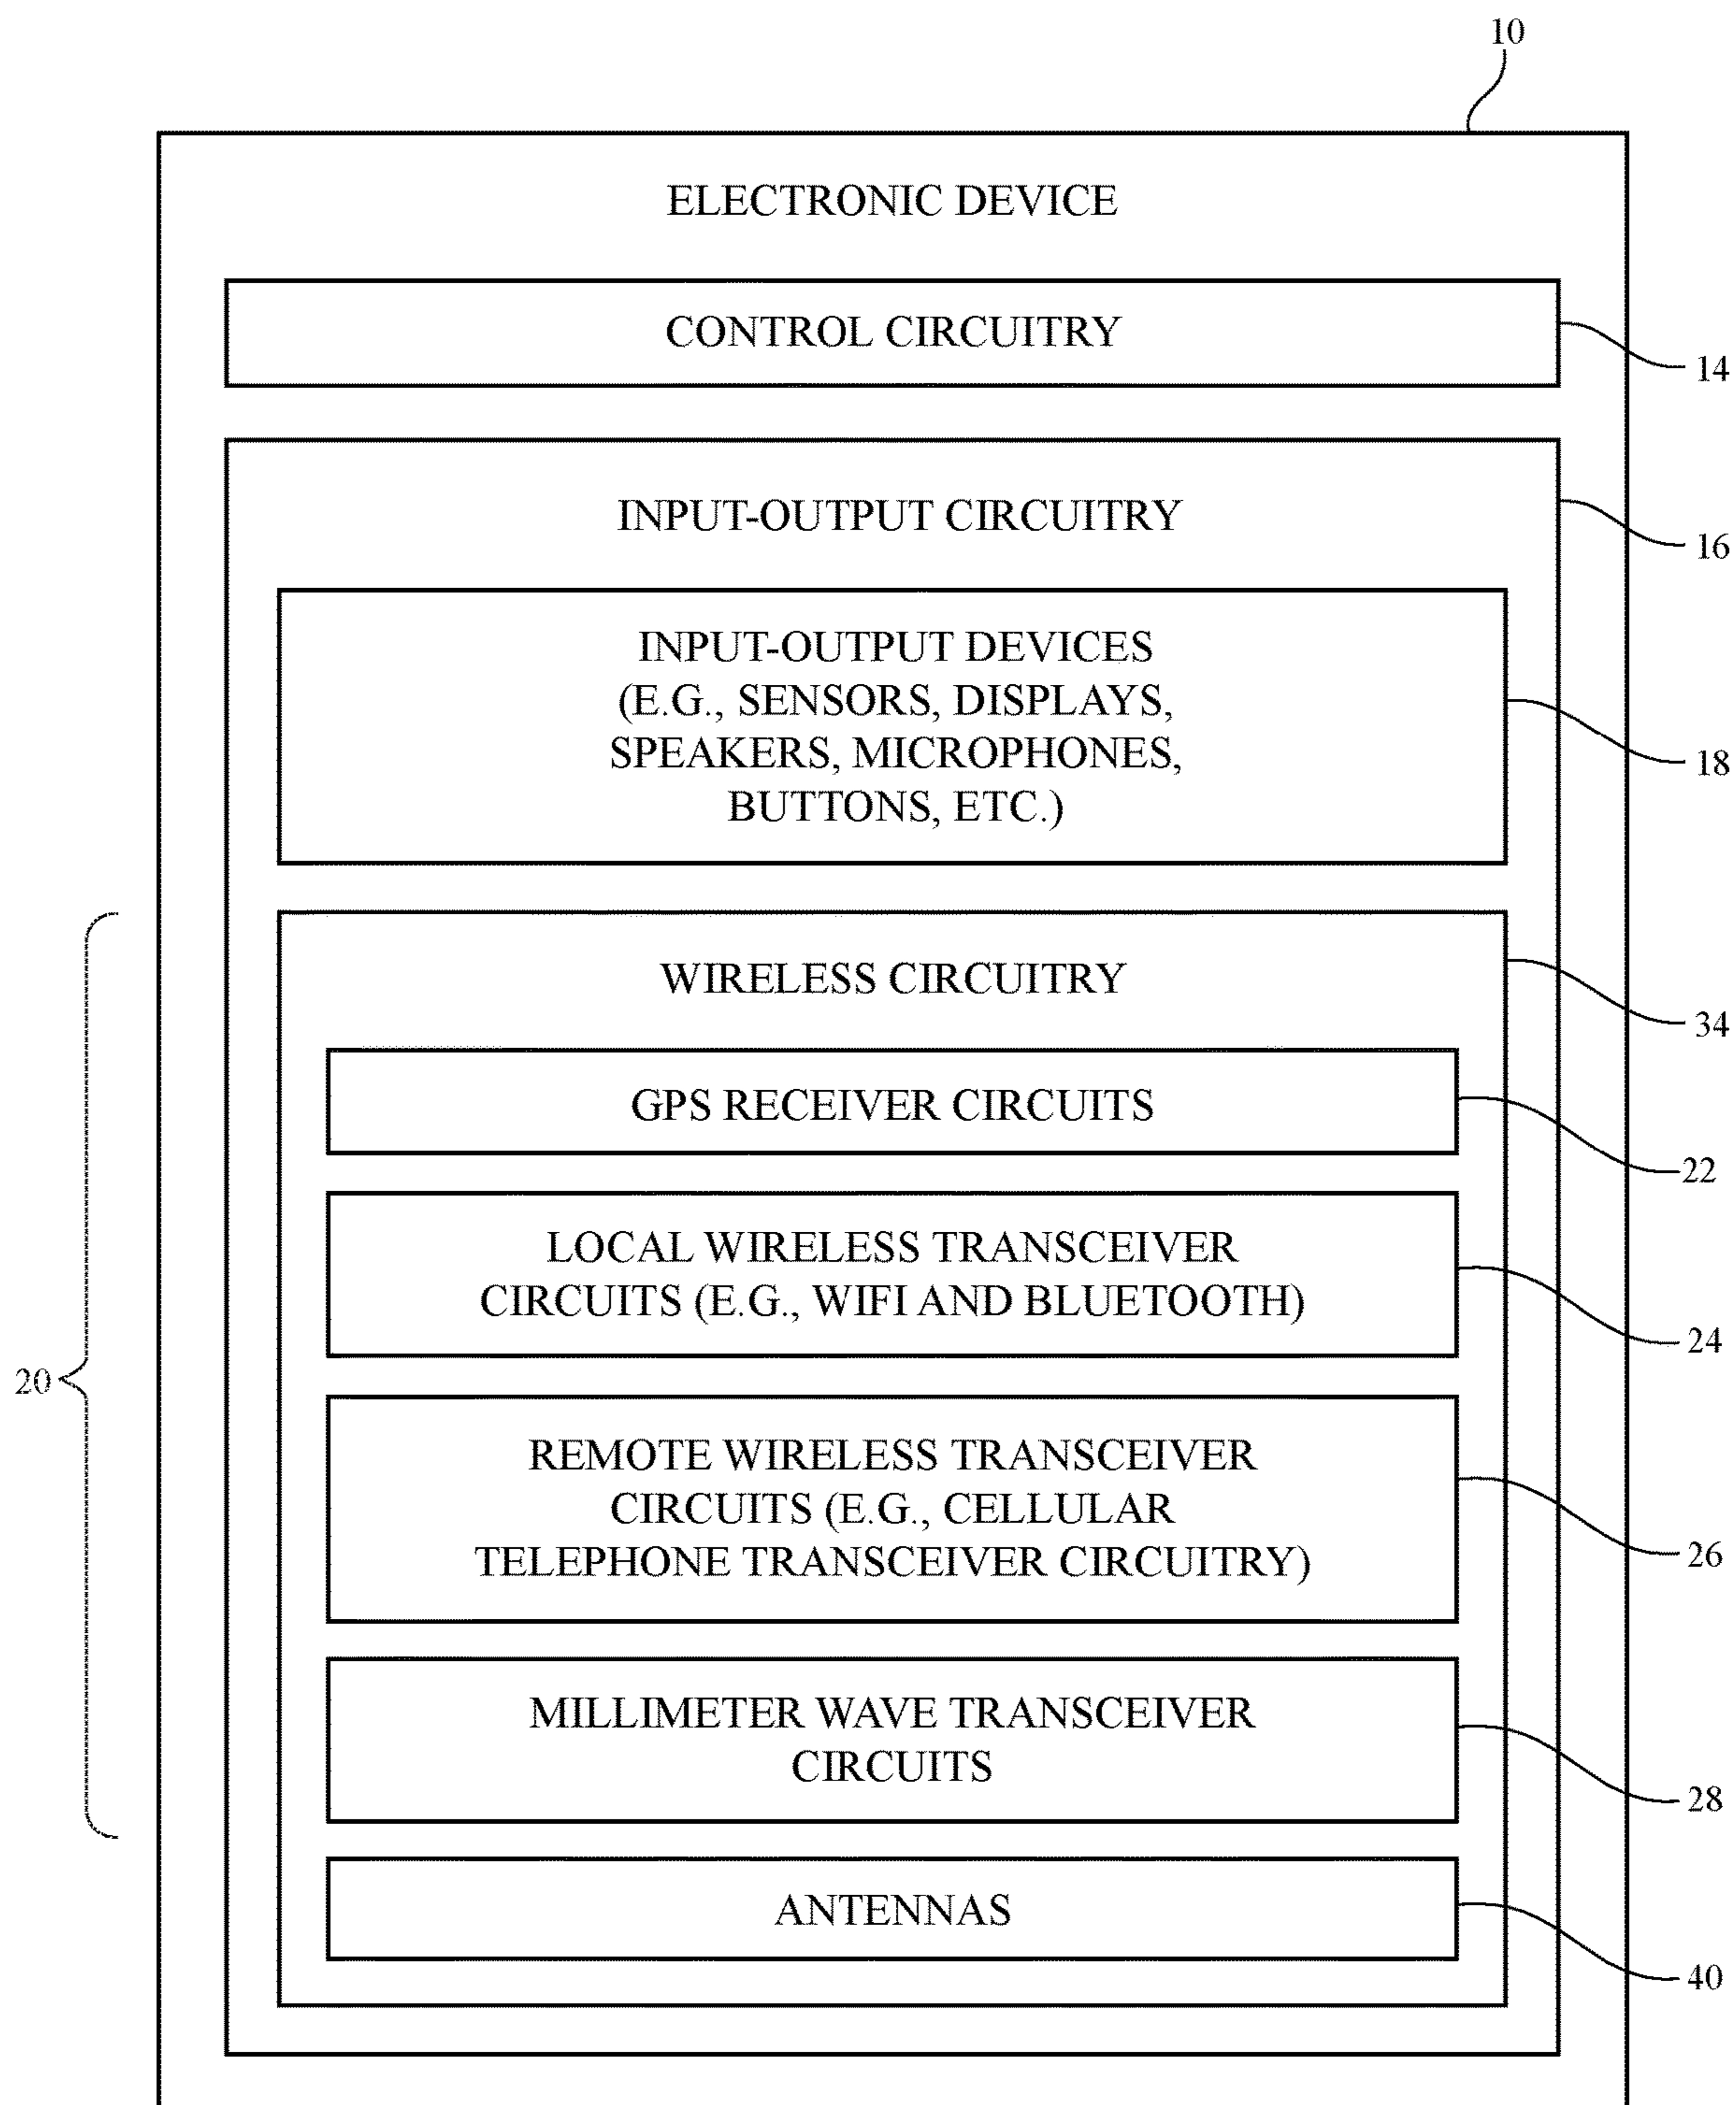 10
ELECTRONIC DEVICE
CONTROL CIRCUITRY
14
INPUT-OUTPUT CIRCUITRY
16
INPUT-OUTPUT DEVICES
(E.G., SENSORS, DISPLAYS,
SPEAKERS, MICROPHONES,
BUTTONS, ETC.)
18
WIRELESS CIRCUITRY
34
GPS RECEIVER CIRCUITS
22
LOCAL WIRELESS TRANSCEIVER
CIRCUITS (E.G., WIFI AND BLUETOOTH)
24
20
REMOTE WIRELESS TRANSCEIVER
CIRCUITS (E.G., CELLULAR
TELEPHONE TRANSCEIVER CIRCUITRY)
26
MILLIMETER WAVE TRANSCEIVER
CIRCUITS
28
ANTENNAS
40